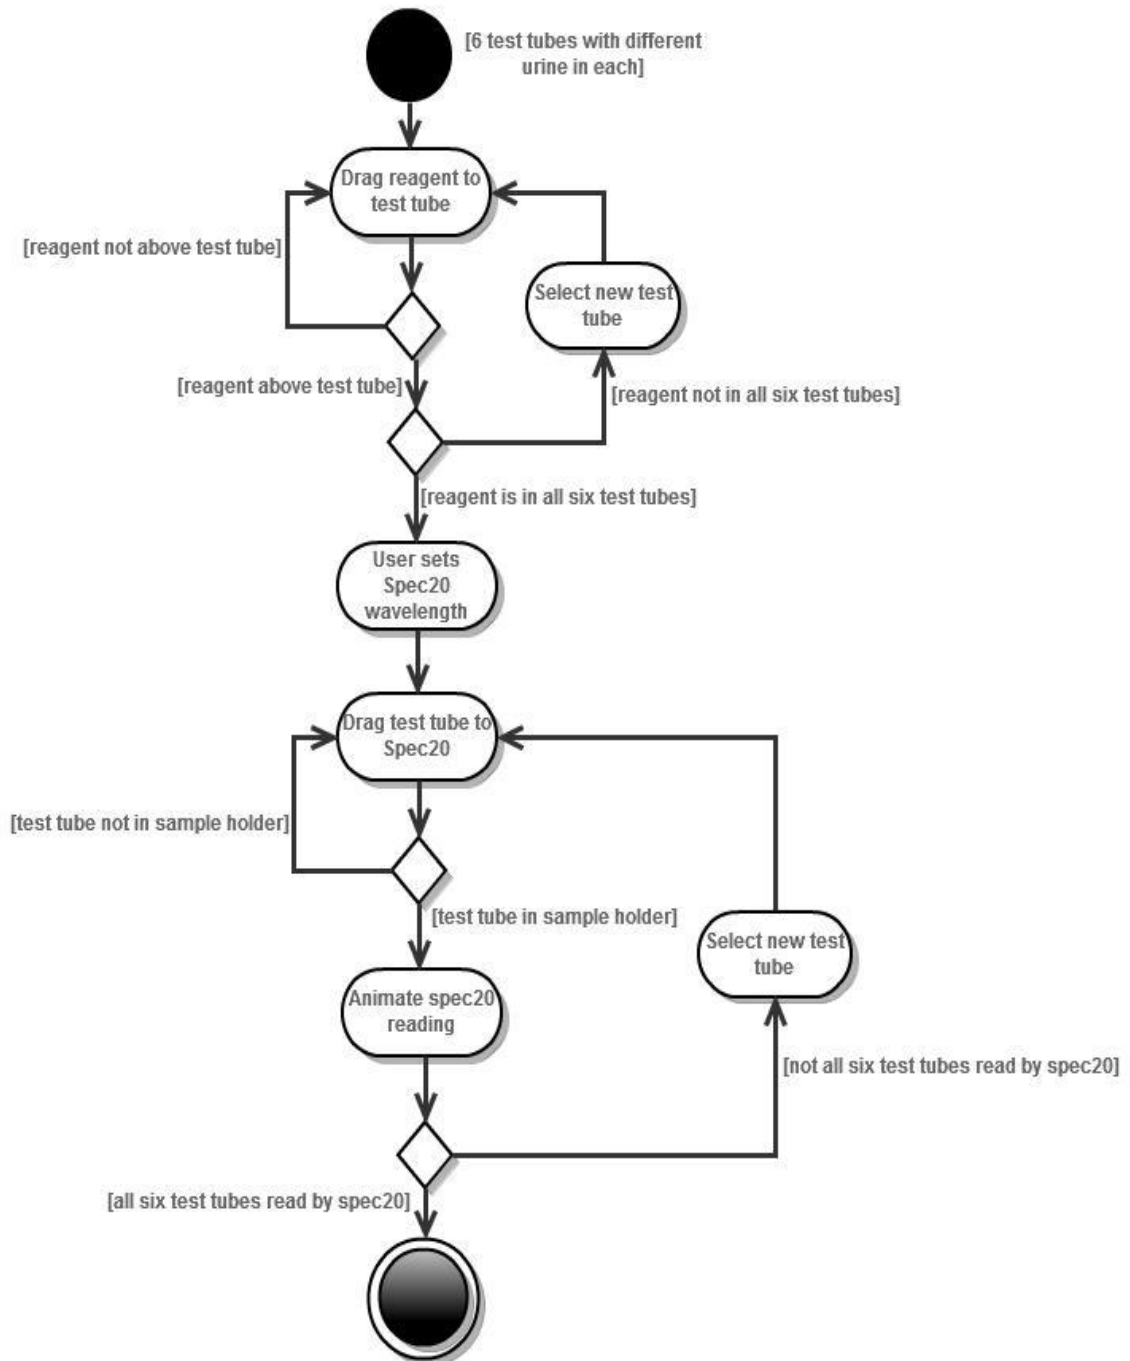 [6 test tubes with different
urine in each]
Drag reagent to
test tube
[reagent not above test tube]
Select new test
tube
[reagent above test tube]
[reagent not in all six test tubes]
[reagent is in all six test tubes]
User sets
Spec20
wavelength
Drag test tube to
Spec20
[test tube not in sample holder]
[test tube in sample holder]
Select new test
tube
Animate spec20
reading
[not all six test tubes read by spec20]
[all six test tubes read by spec20]